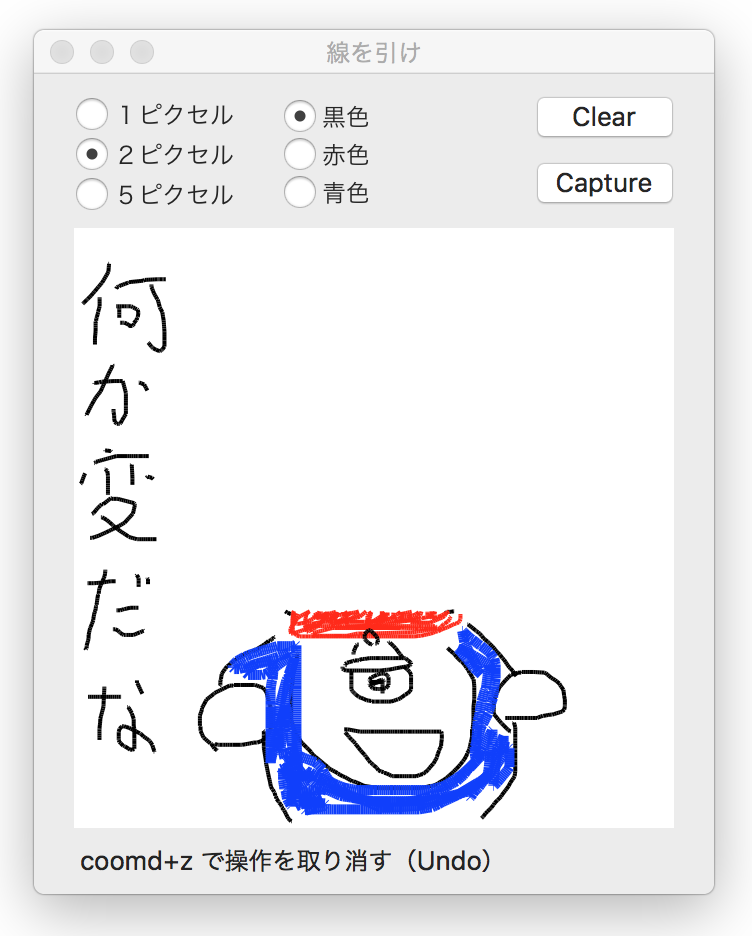 線を引け
1 ピクセル
2 ピクセル
5 ピクセル
黒色
赤色
青色
Clear
Capture
何か変だな
coomd+z で操作を取り消す（Undo）